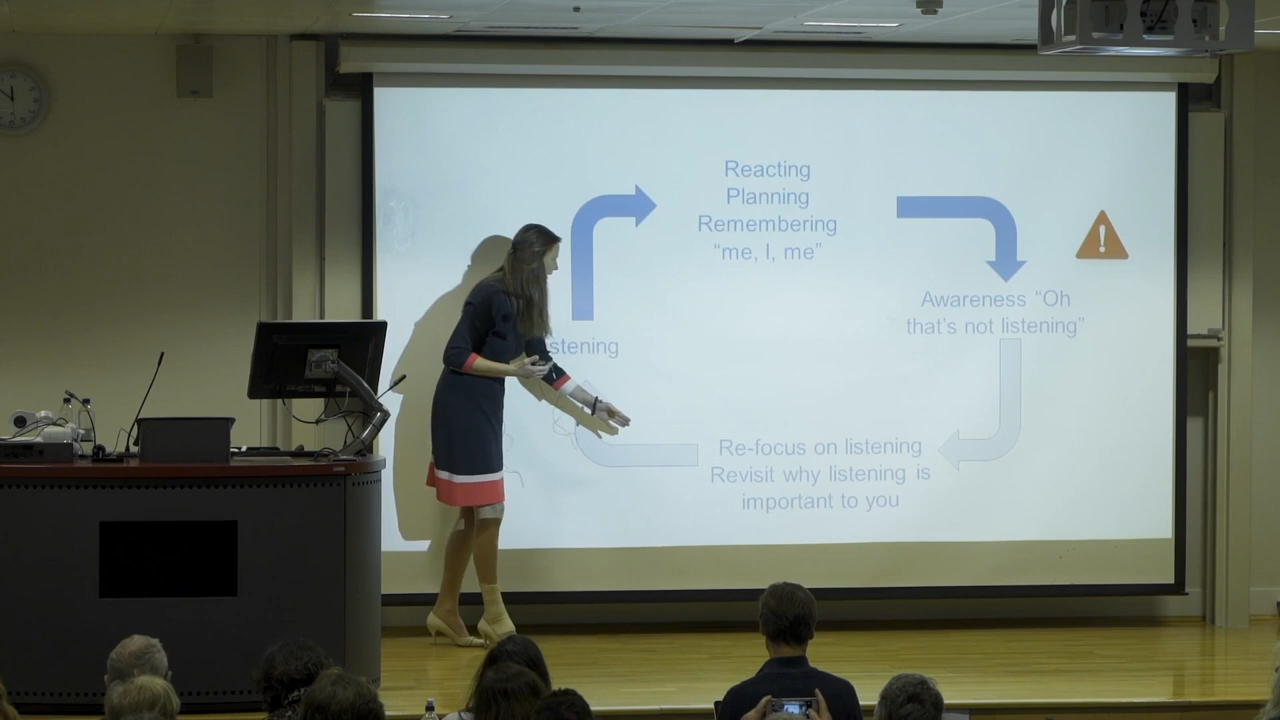 Reacting
Planning
Remembering
“me, I, me”
Awareness “Oh
that’s not listening”
stening
Re-focus on listening
Revisit why listening is
important to you